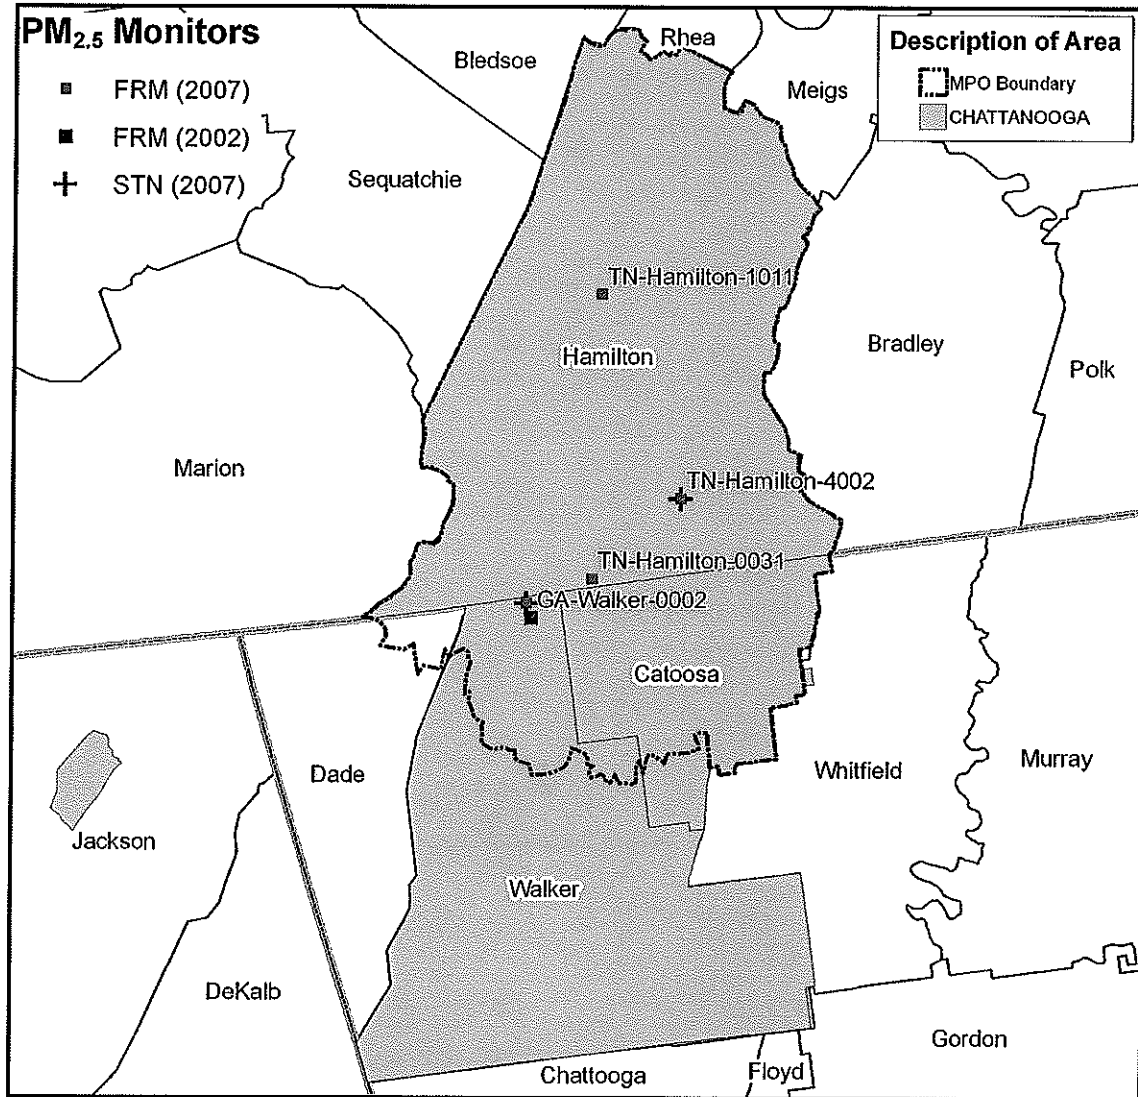 PM2.5 Monitors
FRM (2007)
FRM (2002)
STN (2007)
Description of Area
MPO Boundary
CHATTANOOGA
Rhea
Bledsoe
Meigs
Sequatchie
TN-Hamilton-1011
Hamilton
Bradley
Polk
Marion
TN-Hamilton-4002
TN-Hamilton-0031
GA-Walker-0002
Catoosa
Dade
Whitfield
Murray
Jackson
Walker
DeKalb
Gordon
Chattooga
Floyd